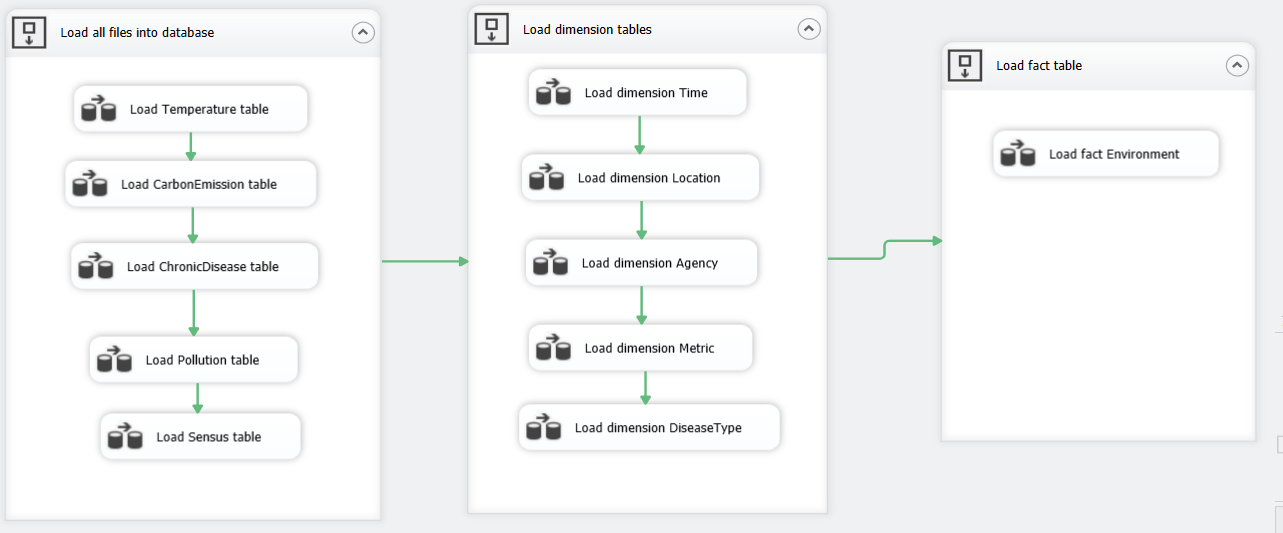 Load all files into database
Load Temperature table
Load CarbonEmission table
Load ChronicDisease table
Load Pollution table
Load Sensus table
Load dimension tables
Load dimension Time
Load dimension Location
Load dimension Agency
Load dimension Metric
Load dimension DiseaseType
Load fact table
Load fact Environment